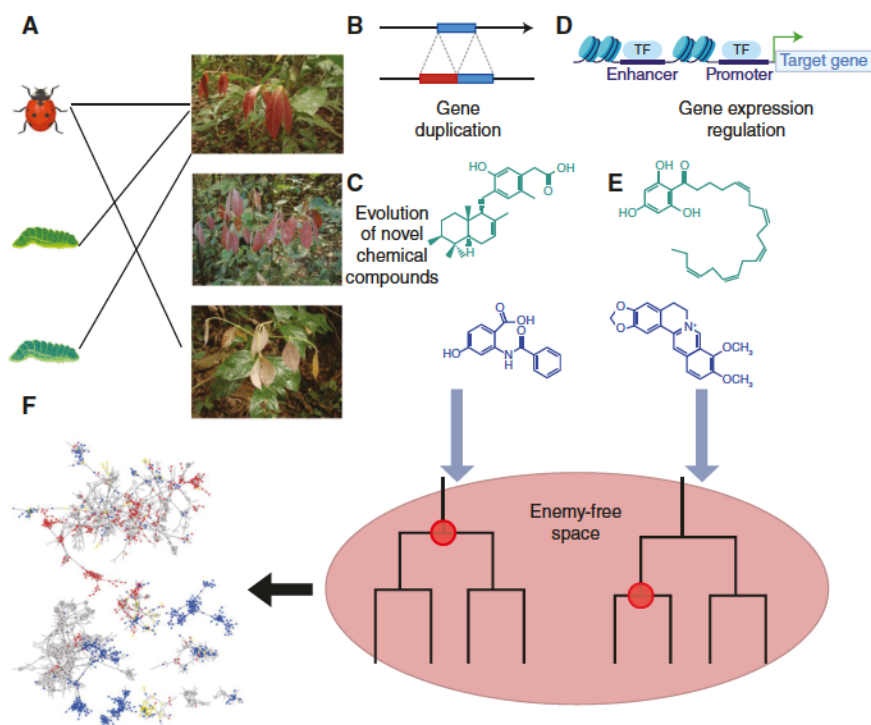 A
B
D
TF
TF
Enhancer
Promoter
Target gene
Gene
duplication
Gene expression
regulation
C
Evolution
of novel
chemical
compounds
HO
OH
O
H
E
OH
O
HO
OH
O
OH
O
HO
N
H
O
O
N+
OCH3
OCH3
F
Enemy-free
space